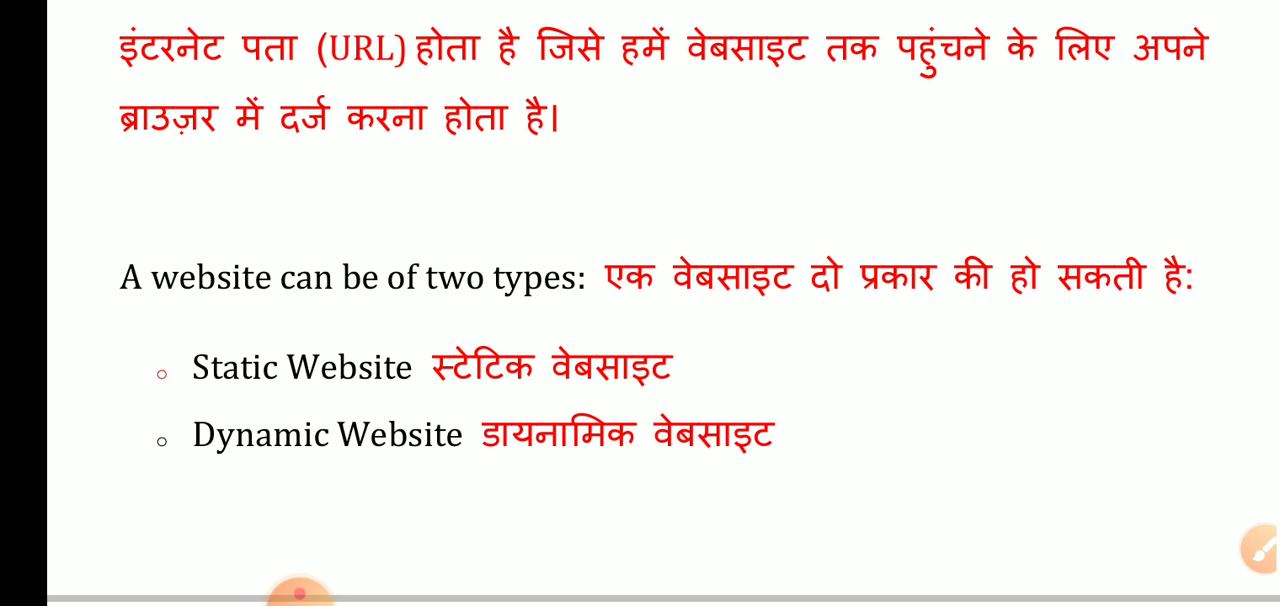 इंटरनेट पता (URL) होता है जिसे हमें वेबसाइट तक पहुंचने के लिए अपने
ब्राउज़र में दर्ज करना होता है।
A website can be of two types: एक वेबसाइट दो प्रकार की हो सकती है:
Static Website स्टेटिक वेबसाइट
Dynamic Website डायनामिक वेबसाइट